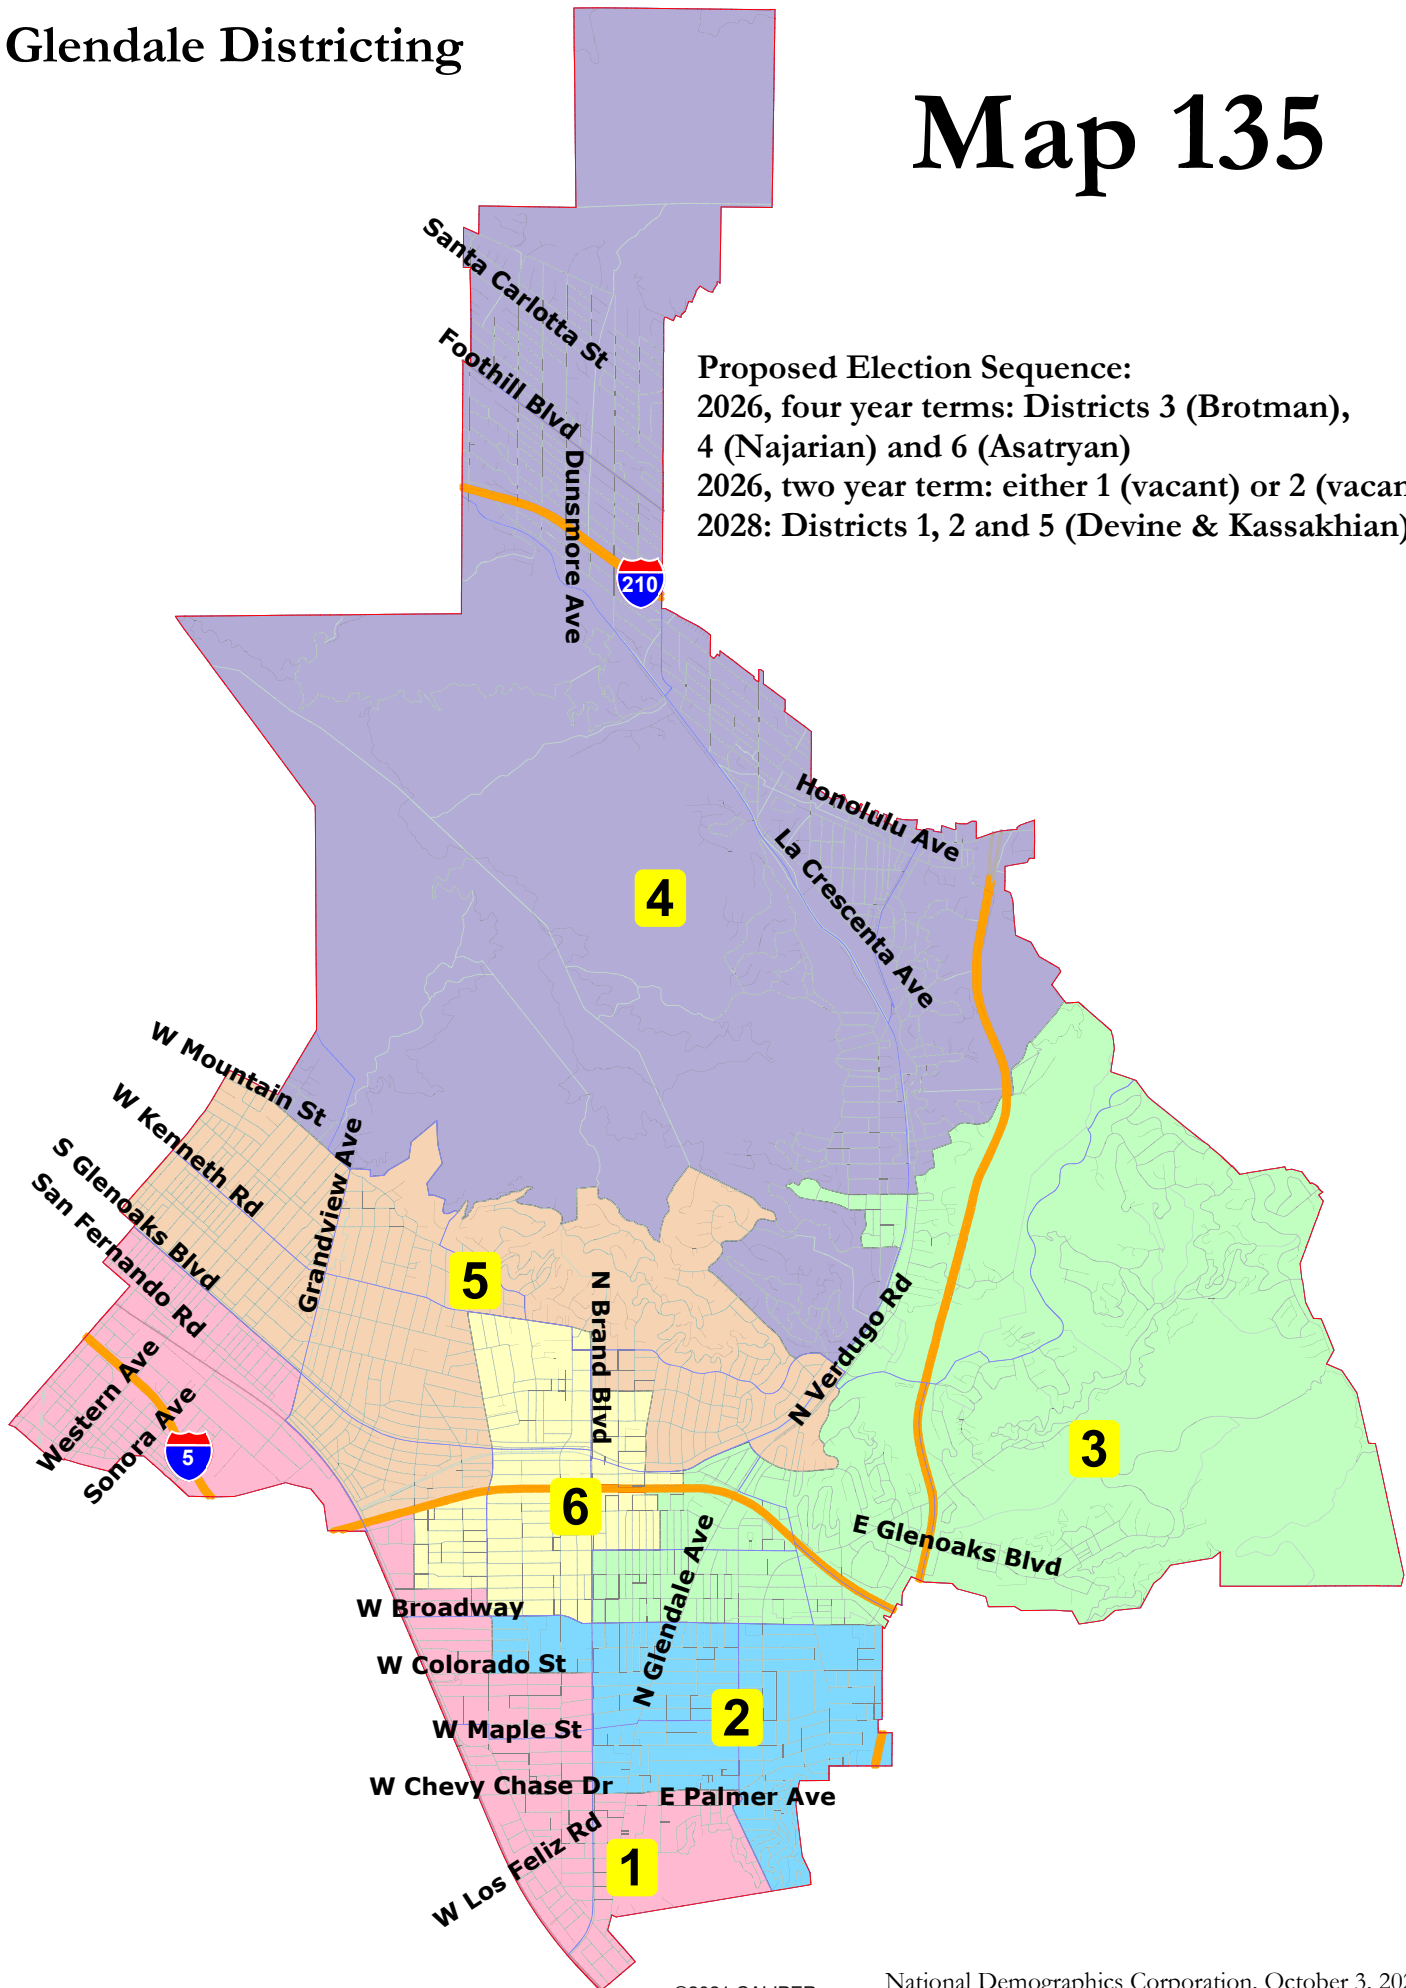 Glendale Districting
Map 135
Santa Carlotta St
Foothill Blvd
Proposed Election Sequence:
2026, four year terms: Districts 3 (Brotman),
4 (Najarian) and 6 (Asatryan)
2026, two year term: either 1 (vacant) or 2
2028: Districts 1, 2 and 5 (Devine & Kassakhian)
Dunsmore Ave
210
Honolulu Ave
La Crescenta Ave
4
W Mountain St
W Kenneth Rd
S Glenoaks Blvd
San Fernando Rd
Grandview Ave
5
N Brand Blvd
N Verdugo Rd
Western Ave
Sonora Ave
5
3
6
E Glenoaks Blvd
N Glendale Ave
W Broadway
W Colorado St
2
W Maple St
W Chevy Chase Dr
E Palmer Ave
W Los Feliz Rd
1
National Demographics Corporation, October 3,